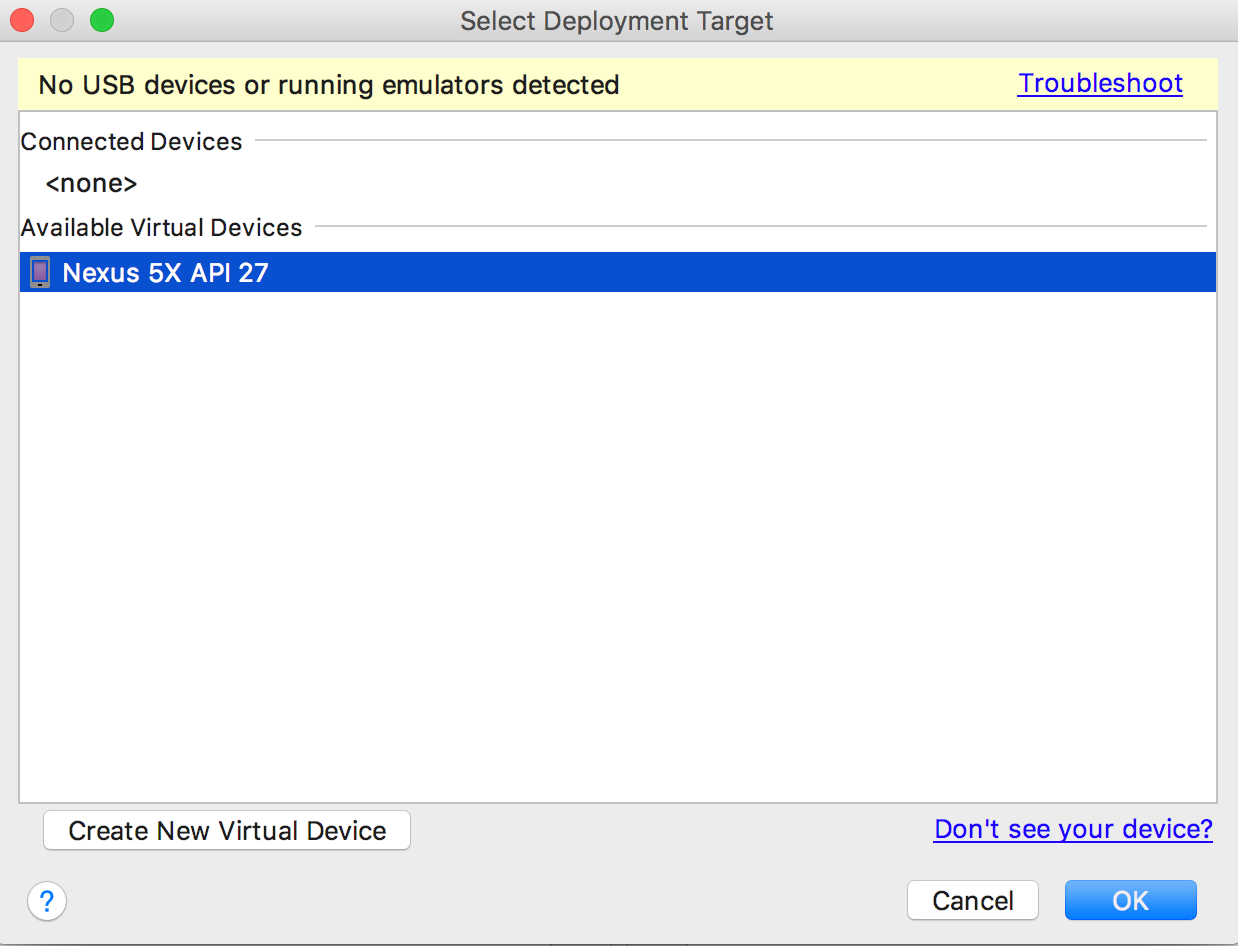 Select Deployment Target
No USB devices or running emulators detected Troubleshoot
Connected Devices
<none>
Available Virtual Devices
Nexus 5X API 27
Create New Virtual Device Don't see your device?
? Cancel OK